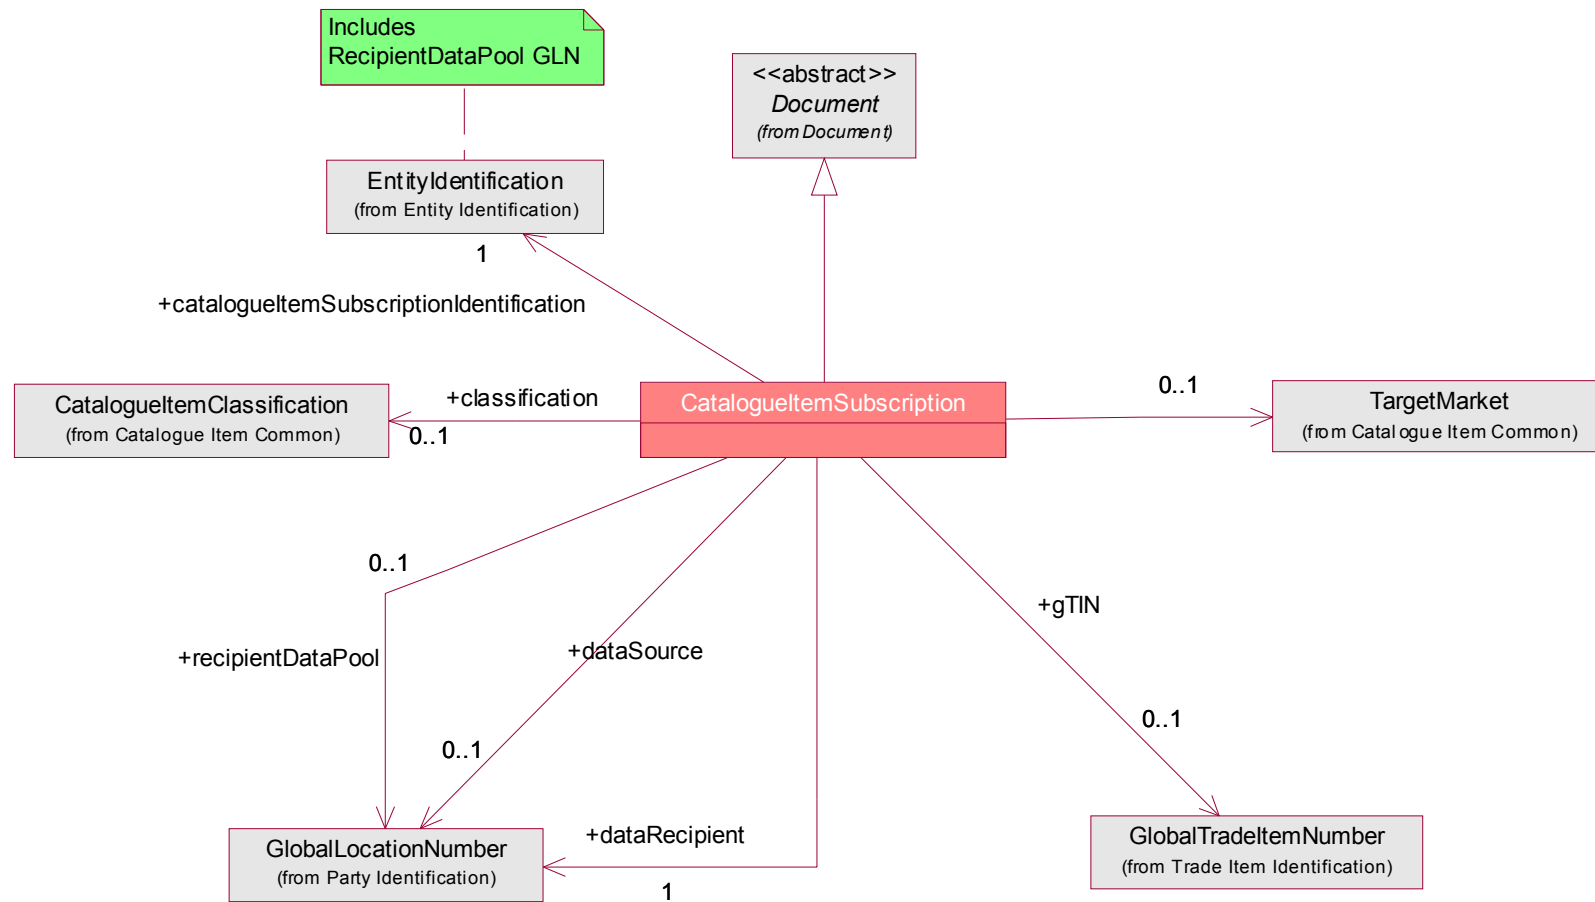 Includes
RecipientDataPool GLN
<<abstract>>
Document
(from Document)
EntityIdentification
(from Entity Identification)
1
+catalogueItemSubscriptionIdentification
CatalogueItemClassification
(from Catalogue Item Common)
+classification
0..1
CatalogueItemSubscription
0..1
TargetMarket
(from Catalogue Item Common)
0..1
+recipientDataPool
+dataSource
0..1
+gTIN
0..1
GlobalLocationNumber
(from Party Identification)
+dataRecipient
1
GlobalTradeItemNumber
(from Trade Item Identification)